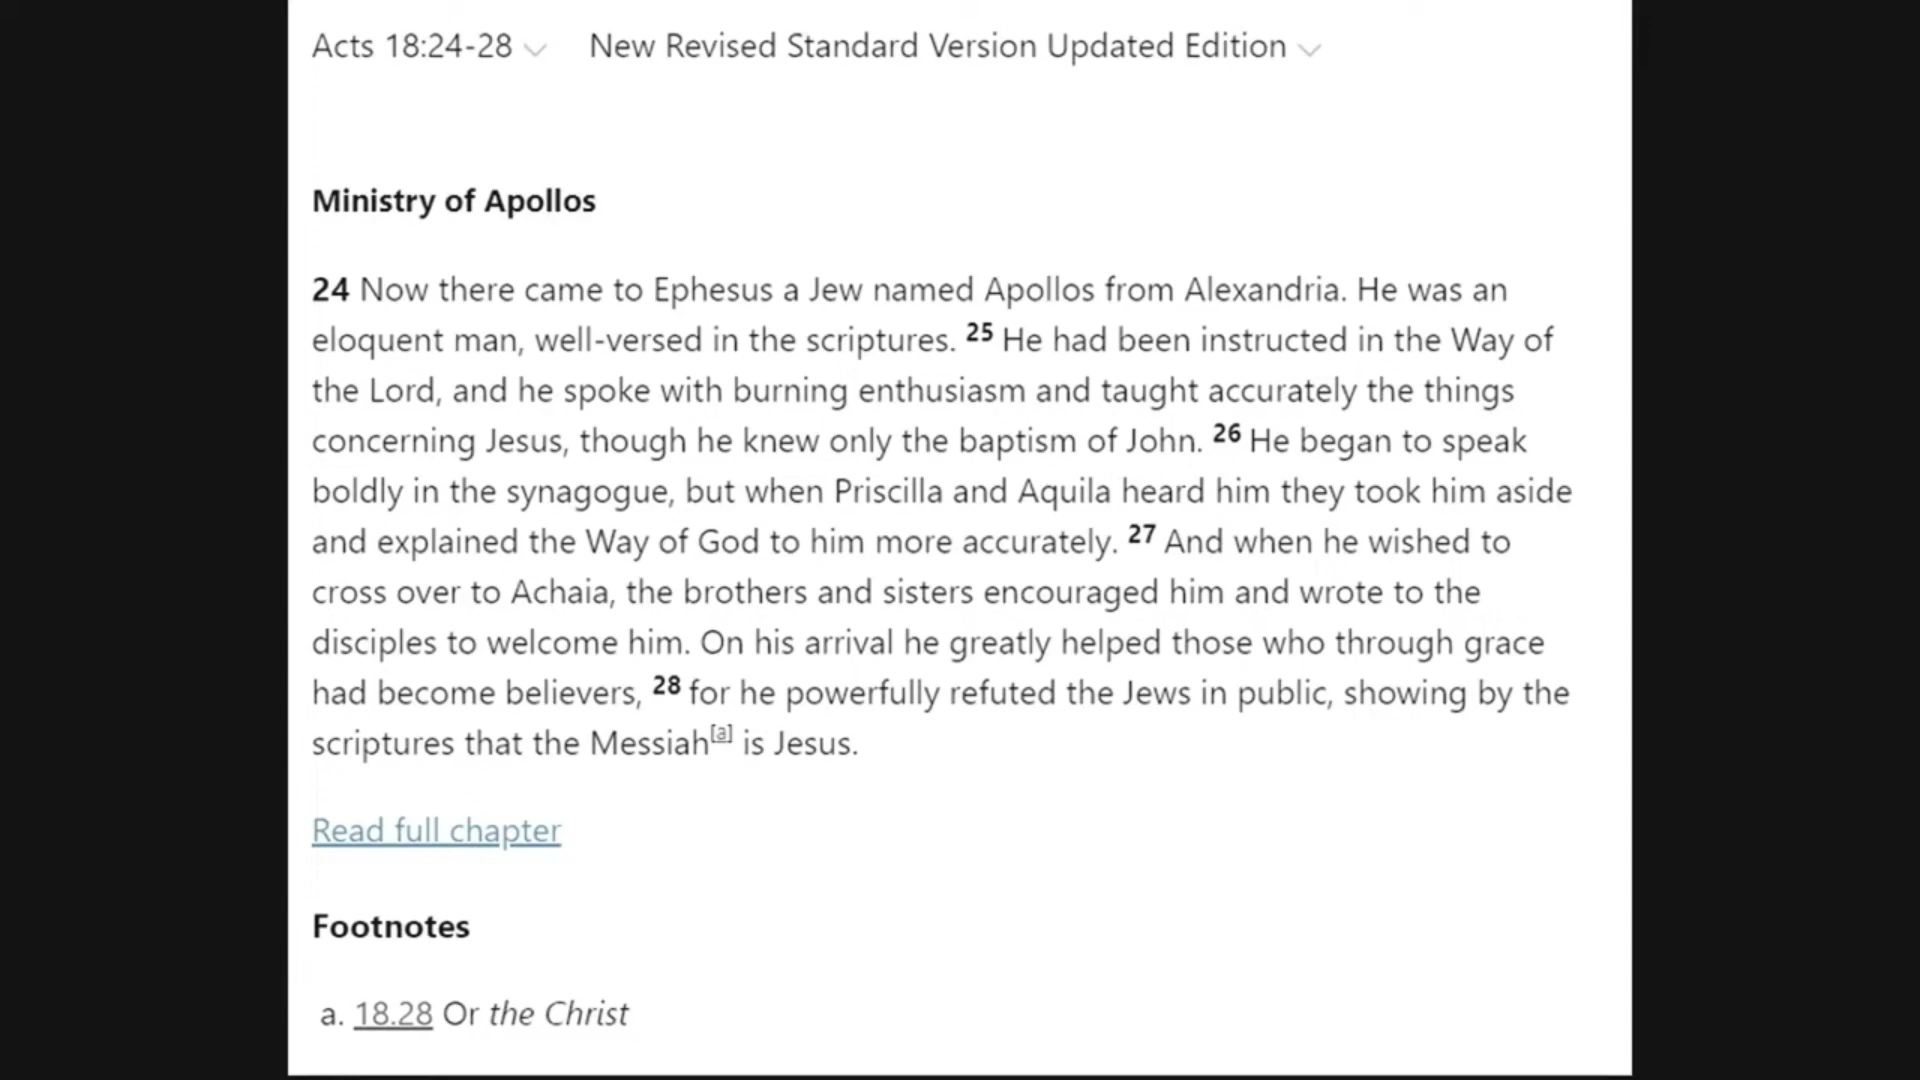 Acts 18:24-28 New Revised Standard Version Updated Edition
Ministry of Apollos
24 Now there came to Ephesus a Jew named Apollos from Alexandria. He was an
eloquent man, well-versed in the scriptures. 25 He had been instructed in the Way of
the Lord, and he spoke with burning enthusiasm and taught accurately the things
concerning Jesus, though he knew only the baptism of John. 26 He began to speak
boldly in the synagogue, but when Priscilla and Aquila heard him they took him aside
and explained the Way of God to him more accurately. 27 And when he wished to
cross over to Achaia, the brothers and sisters encouraged him and wrote to the
disciples to welcome him. On his arrival he greatly helped those who through grace
had become believers, 28 for he powerfully refuted the Jews in public, showing by the
scriptures that the Messiah[a] is Jesus.
Read full chapter
Footnotes
a. 18.28 Or the Christ